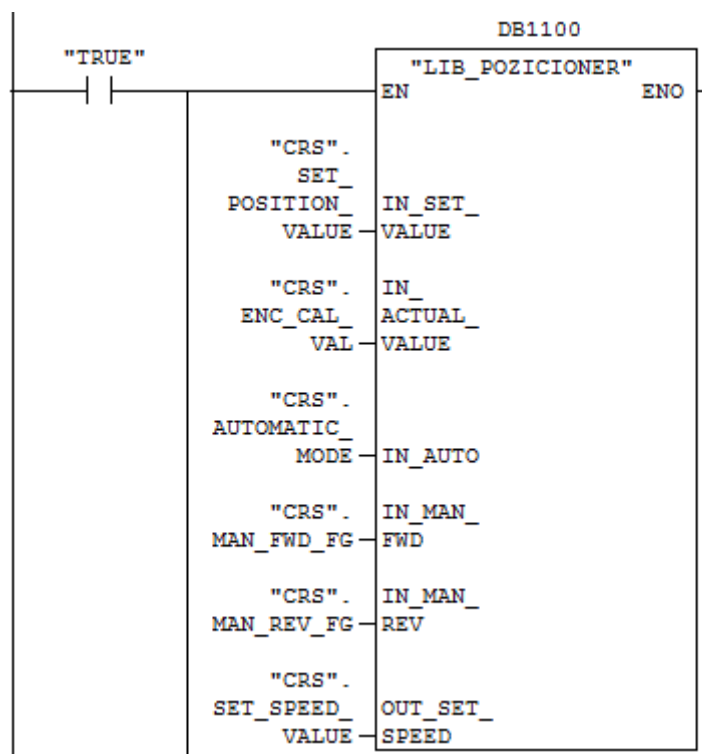 DB1100
"TRUE"
"LIB_POZICIONER"
EN ENO
"CRS".
SET_
POSITION_ IN_SET_
VALUE VALUE
"CRS". IN_
ENC_CAL_ ACTUAL_
VAL VALUE
"CRS".
AUTOMATIC_
MODE IN_AUTO
"CRS". IN_MAN_
MAN_FWD_FG FWD
"CRS". IN_MAN_
MAN_REV_FG REV
"CRS".
SET_SPEED_ OUT_SET_
VALUE SPEED